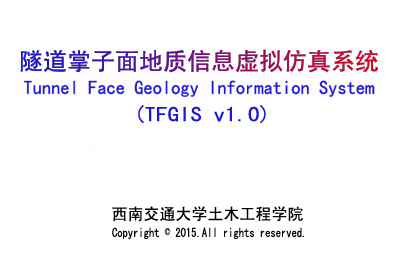 隧道掌子面地质信息虚拟仿真系统
Tunnel Face Geology Information System
(TFGIS v1.0)
西南交通大学土木工程学院
Copyright © 2015.All rights reserved.